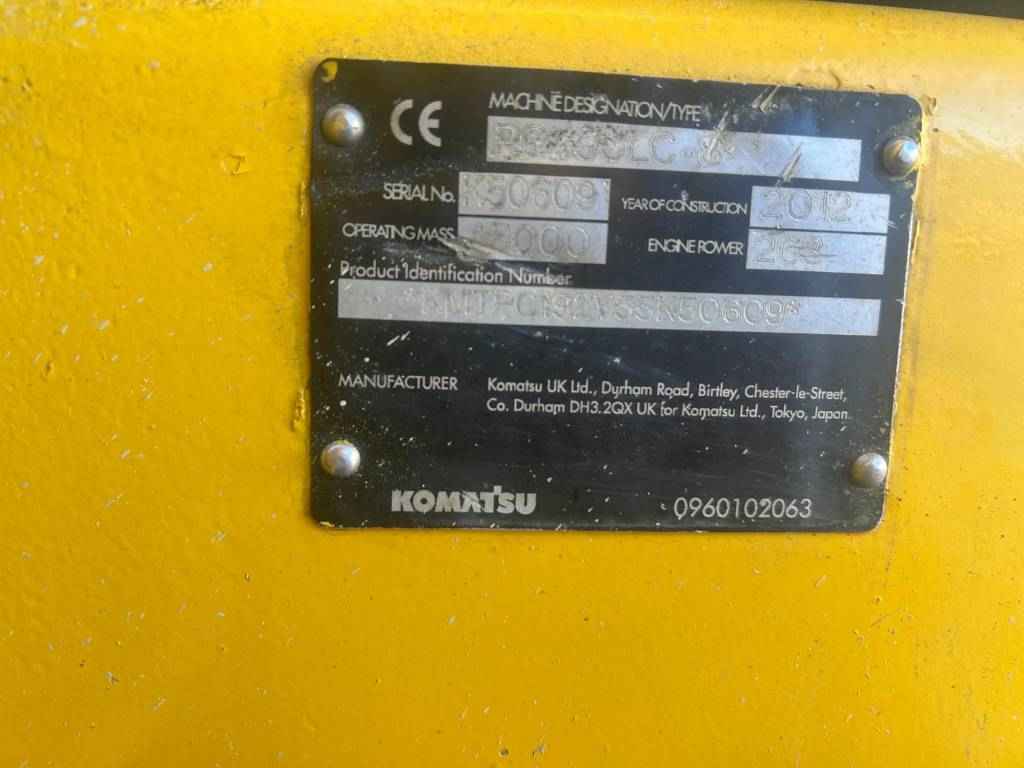 CE
MACHINE DESIGNATION/TYPE
SERIAL No. K50609 YEAR OF CONSTRUCTION 2012
OPERATING MASS ENGINE POWER
Product Identification Number
MANUFACTURER Komatsu UK Ltd., Durham Road, Birtley, Chester-le-Street,
Co. Durham DH3.2QX UK for Komatsu Ltd., Tokyo, Japan.
KOMATSU 0960102063